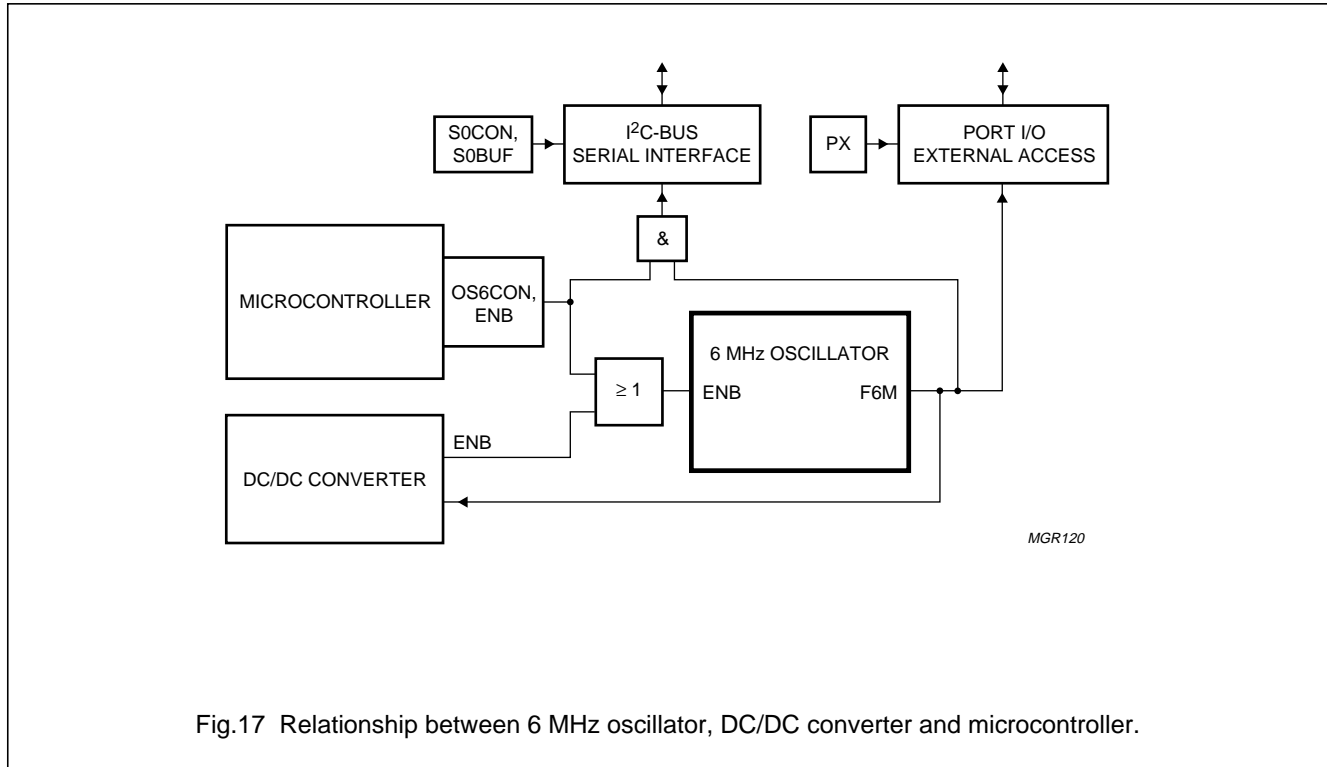 S0CON,
S0BUF
I²C-BUS
SERIAL INTERFACE
PX
PORT I/O
EXTERNAL ACCESS
&
MICROCONTROLLER
OS6CON,
ENB
6 MHz OSCILLATOR
≥ 1
ENB
F6M
ENB
DC/DC CONVERTER
MGR120
Fig.17 Relationship between 6 MHz oscillator, DC/DC converter and microcontroller.